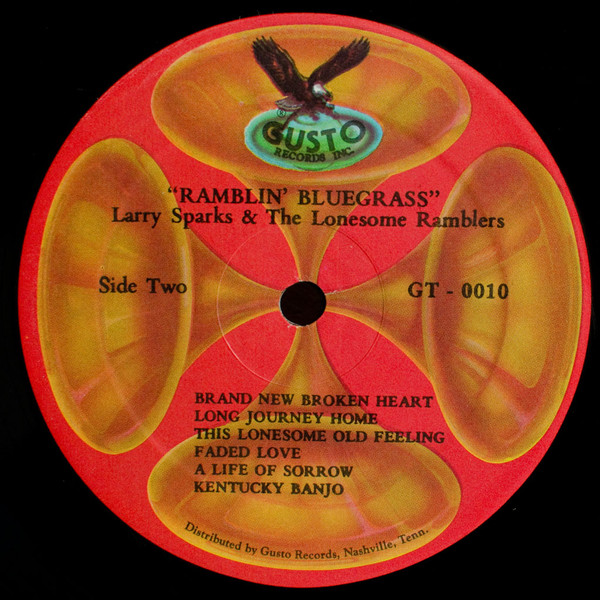 ®
GUSTO
RECORDS INC.
“RAMBLIN’ BLUEGRASS”
Larry Sparks & The Lonesome Ramblers
Side Two
GT - 0010
BRAND NEW BROKEN HEART
LONG JOURNEY HOME
THIS LONESOME OLD FEELING
FADED LOVE
A LIFE OF SORROW
KENTUCKY BANJO
Distributed by Gusto Records, Nashville, Tenn.